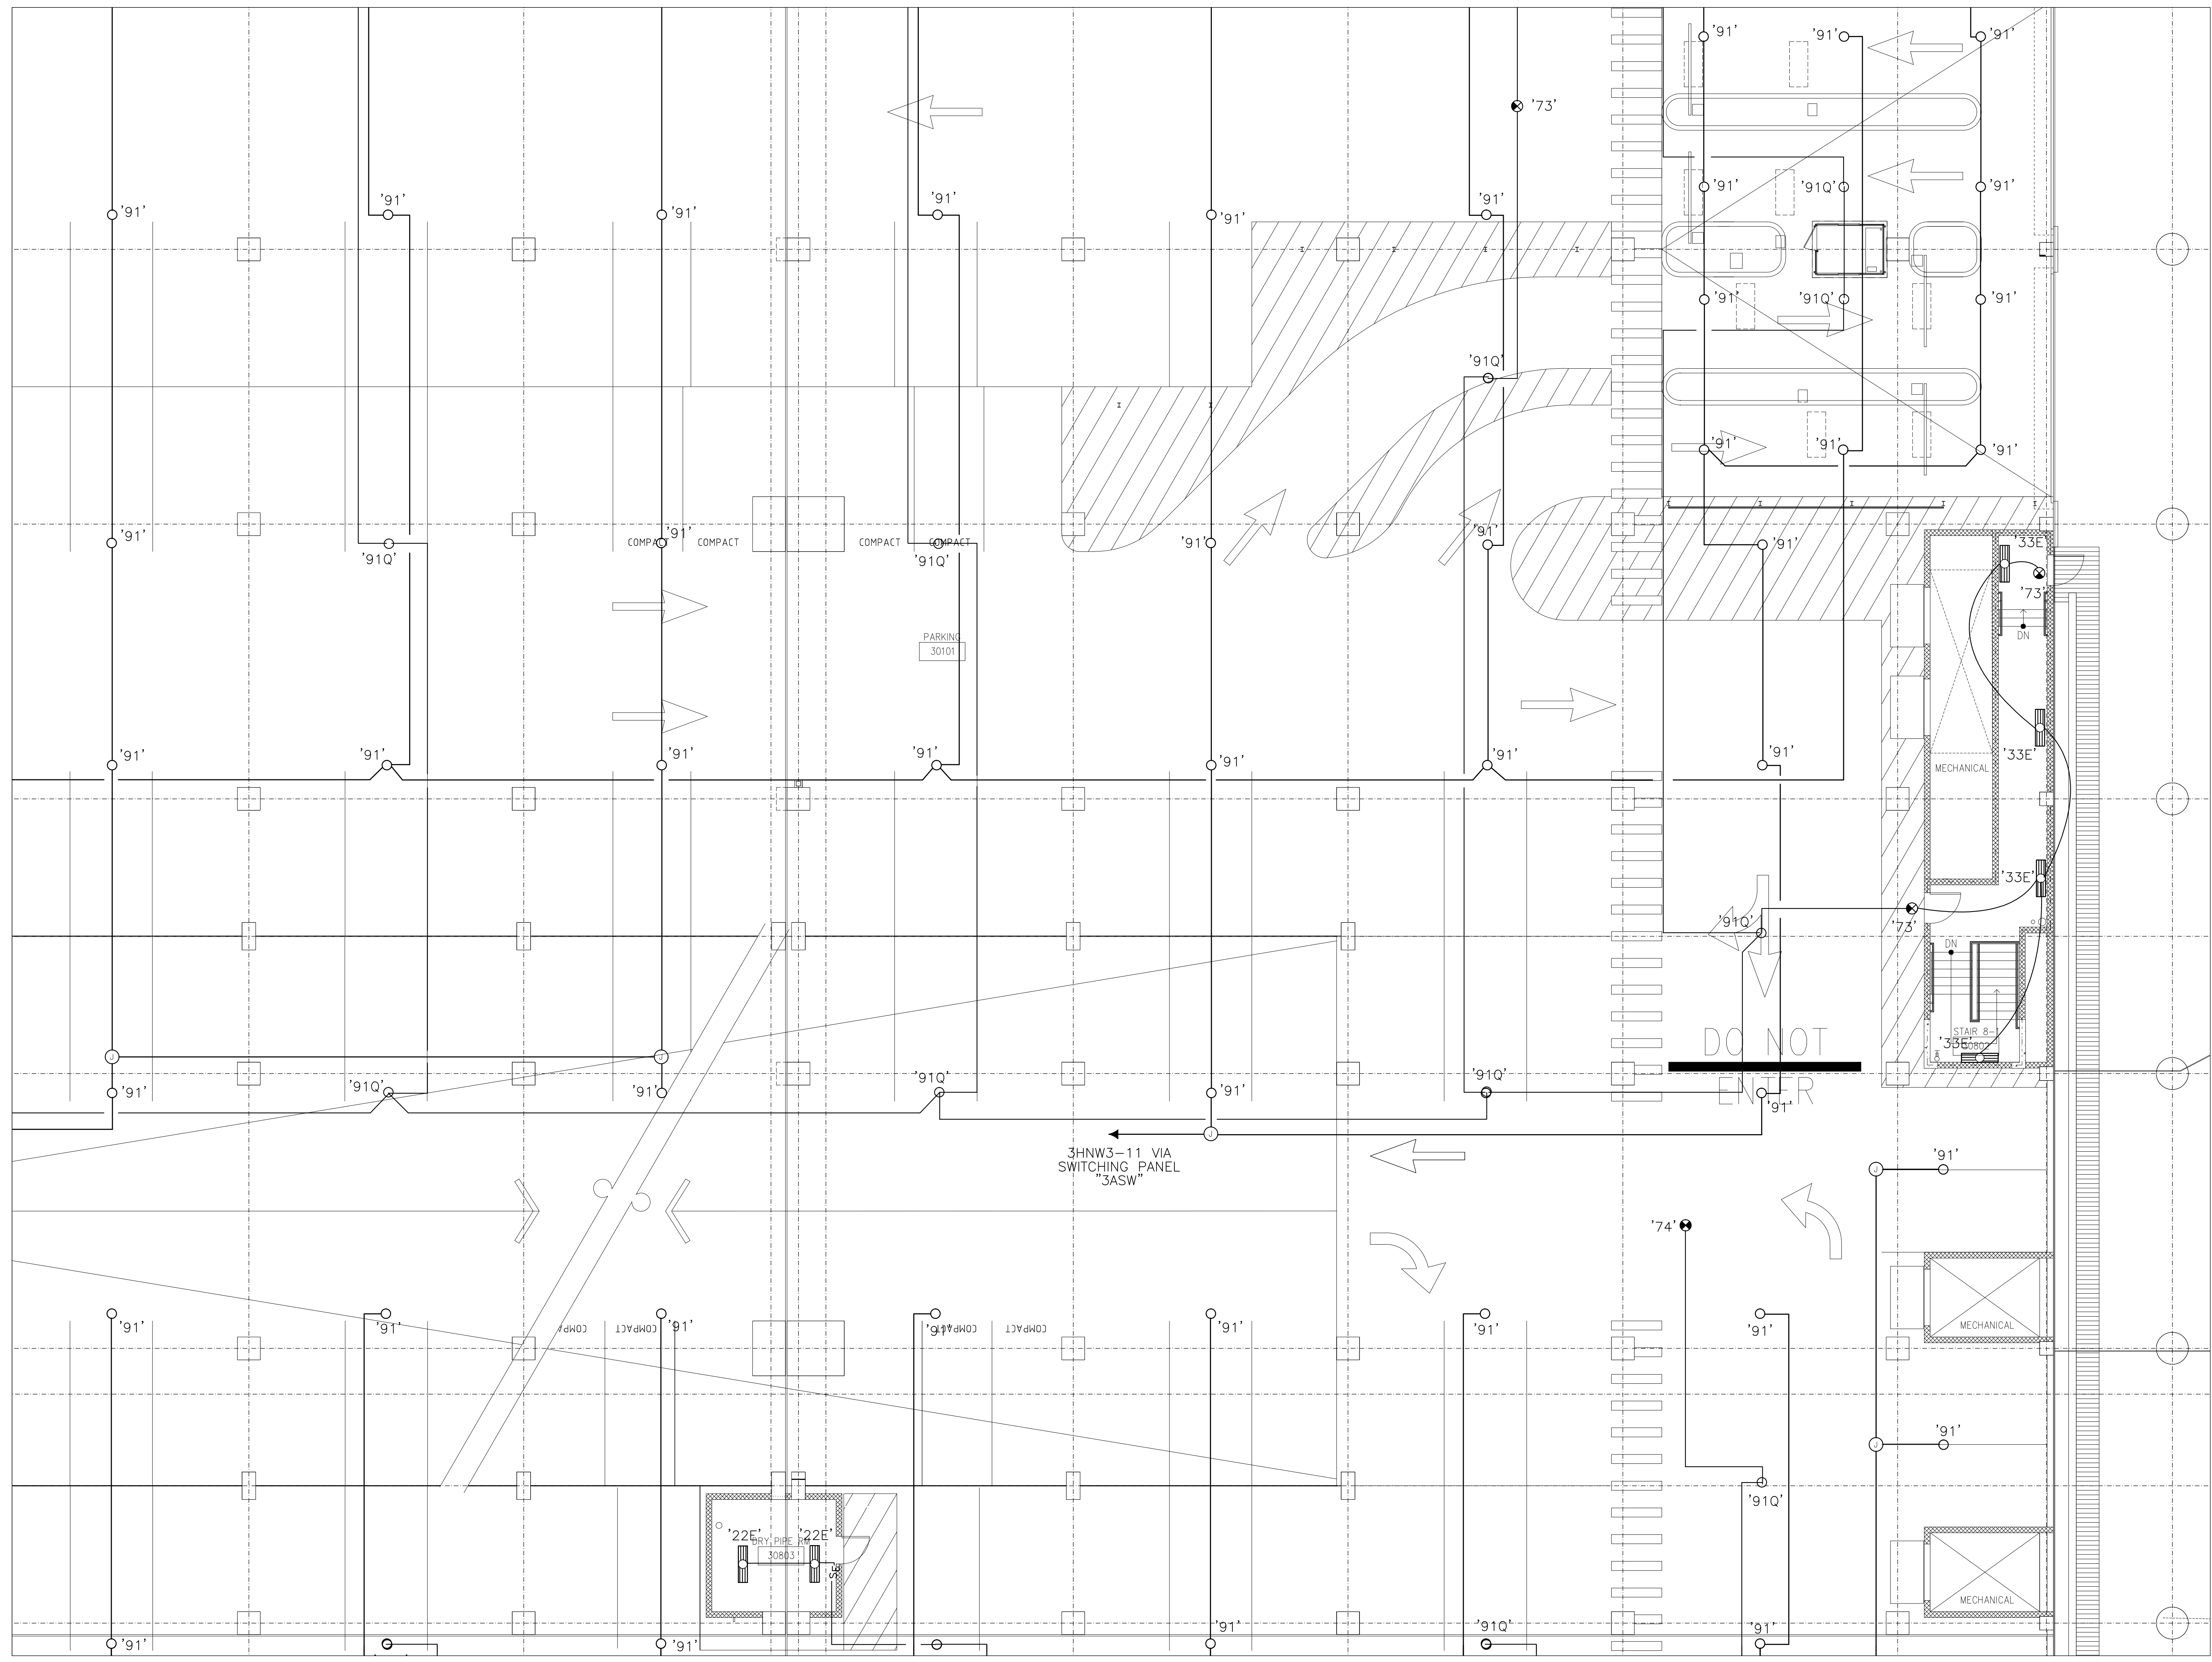 '91' '91' '91'
'73'
'91' '91' '91' '91' '91' '91'
'91' '91Q' '91'
'91' '91Q' '91'
'91Q'
'91' '91' '91'
'91' '91Q' COMPACT '91' COMPACT COMPACT COMPACT '91Q' '91' '91' '91'
'33E'
'73'
DN
PARKING
30101
'91' '91' '91' '91' '91' '91' '91'
'33E'
MECHANICAL
'33E'
'91Q' '73'
DN
DO NOT
ENTER
STAIR 8-1
30802
'33E'
J J
'91' '91Q' '91' '91Q' '91' '91Q' '91'
J
3HNW3-11 VIA
SWITCHING PANEL
"3ASW"
J '91'
'74'
'91' '91' COMPACT COMPACT '91' '91' COMPACT COMPACT '91' '91' '91'
MECHANICAL
J '91'
'91Q'
'22E' '22E'
DRY PIPE RM
30803
SE
MECHANICAL
'91' '91' '91' '91Q' '91'